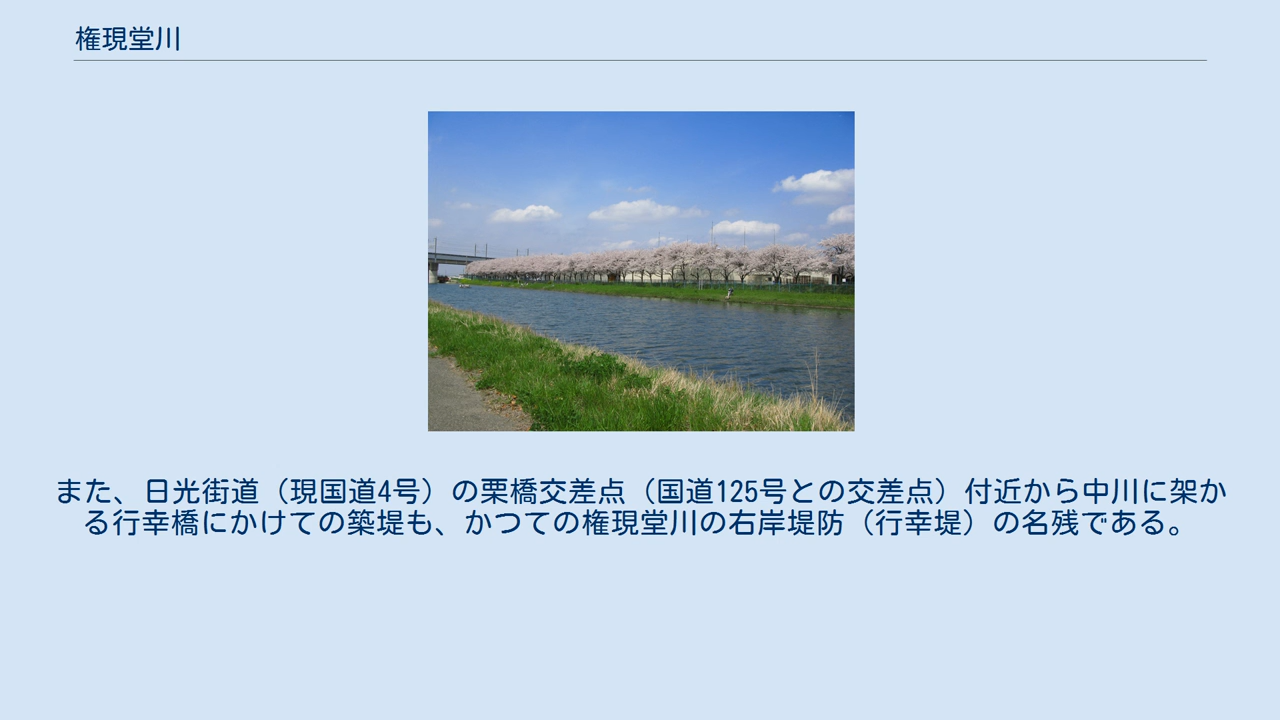 権現堂川
また、日光街道（現国道4号）の栗橋交差点（国道125号との交差点）付近から中川に架か
る行幸橋にかけての築堤も、かつての権現堂川の右岸堤防（行幸堤）の名残である。